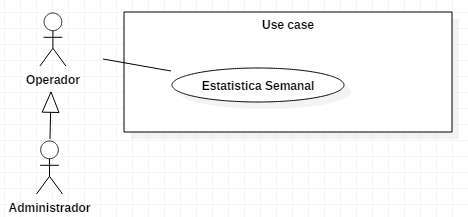 Use case
Operador
Estatistica Semanal
Administrador